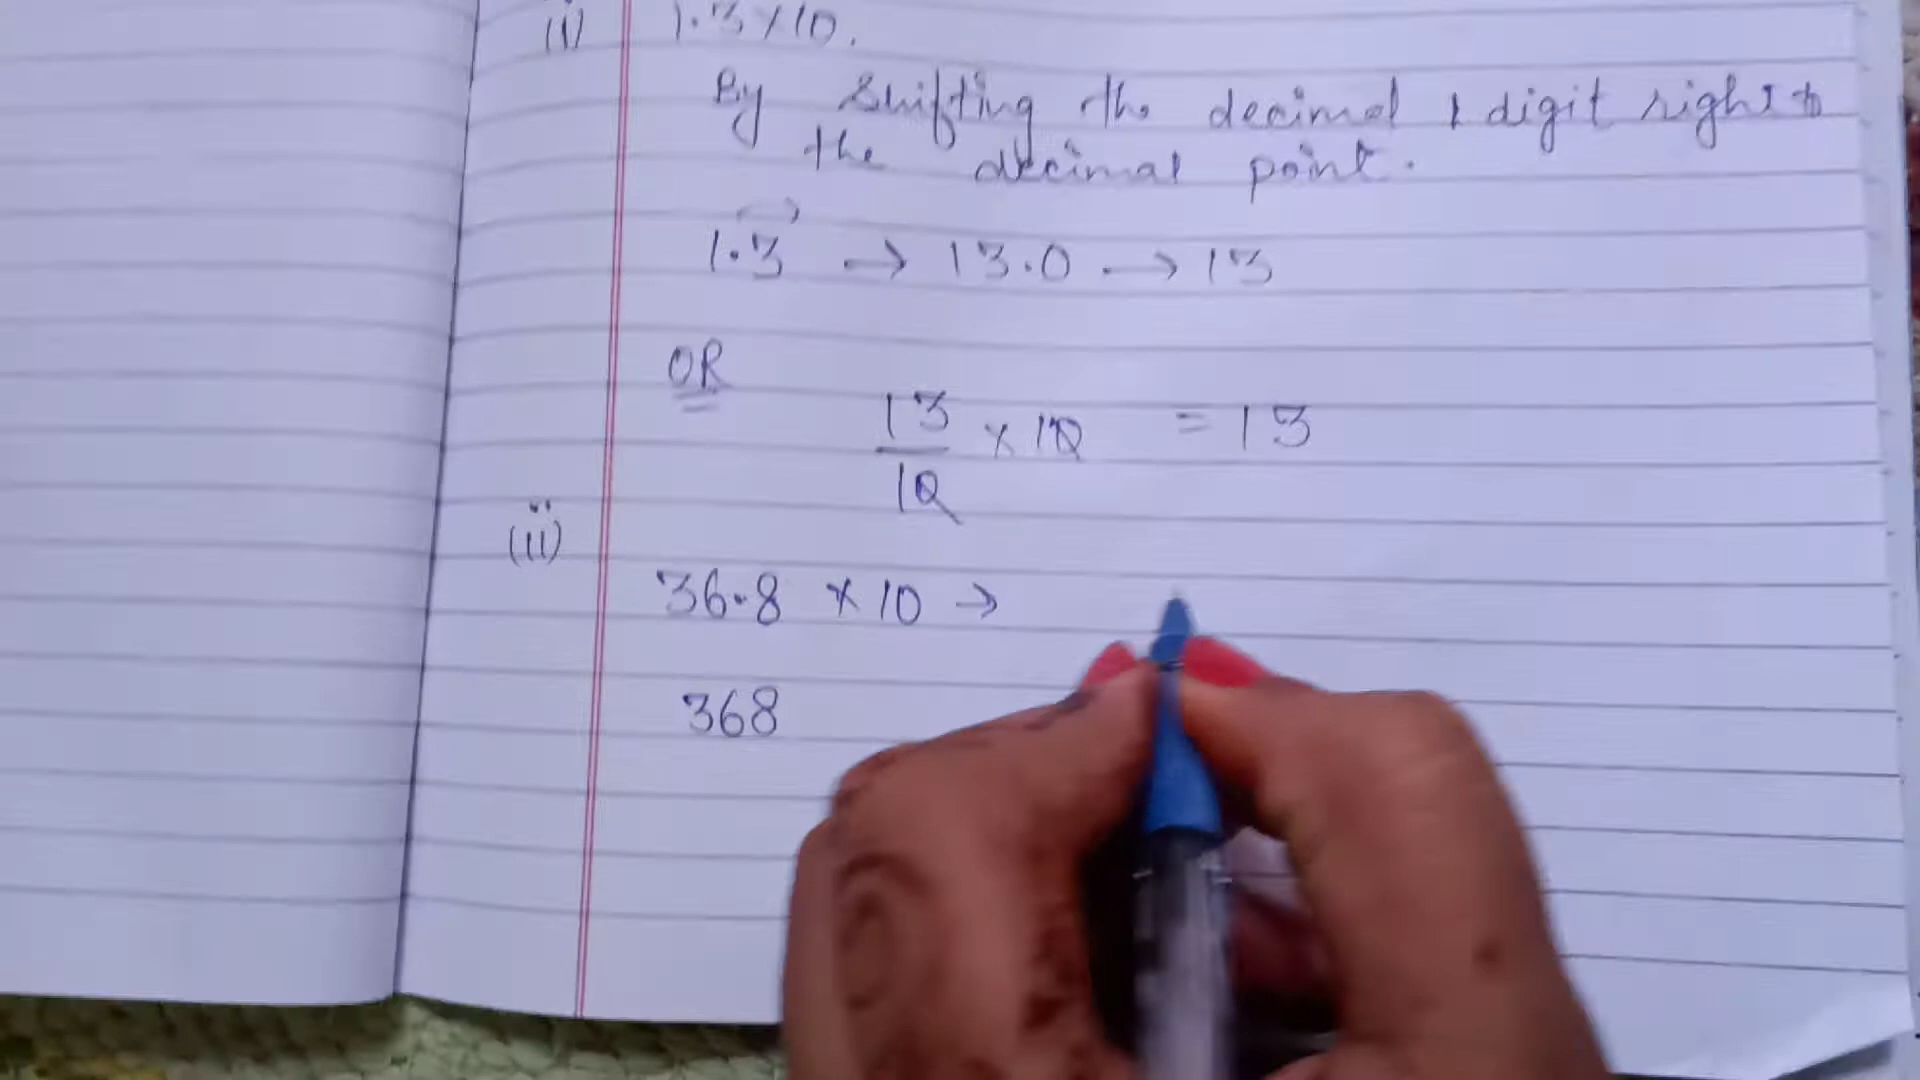 (i) 1.3 × 10.
By shifting the decimal 1 digit right to
the decimal point.
1.3 → 13.0 → 13
OR
13/10 × 10 = 13
(ii)
36.8 × 10 →
368